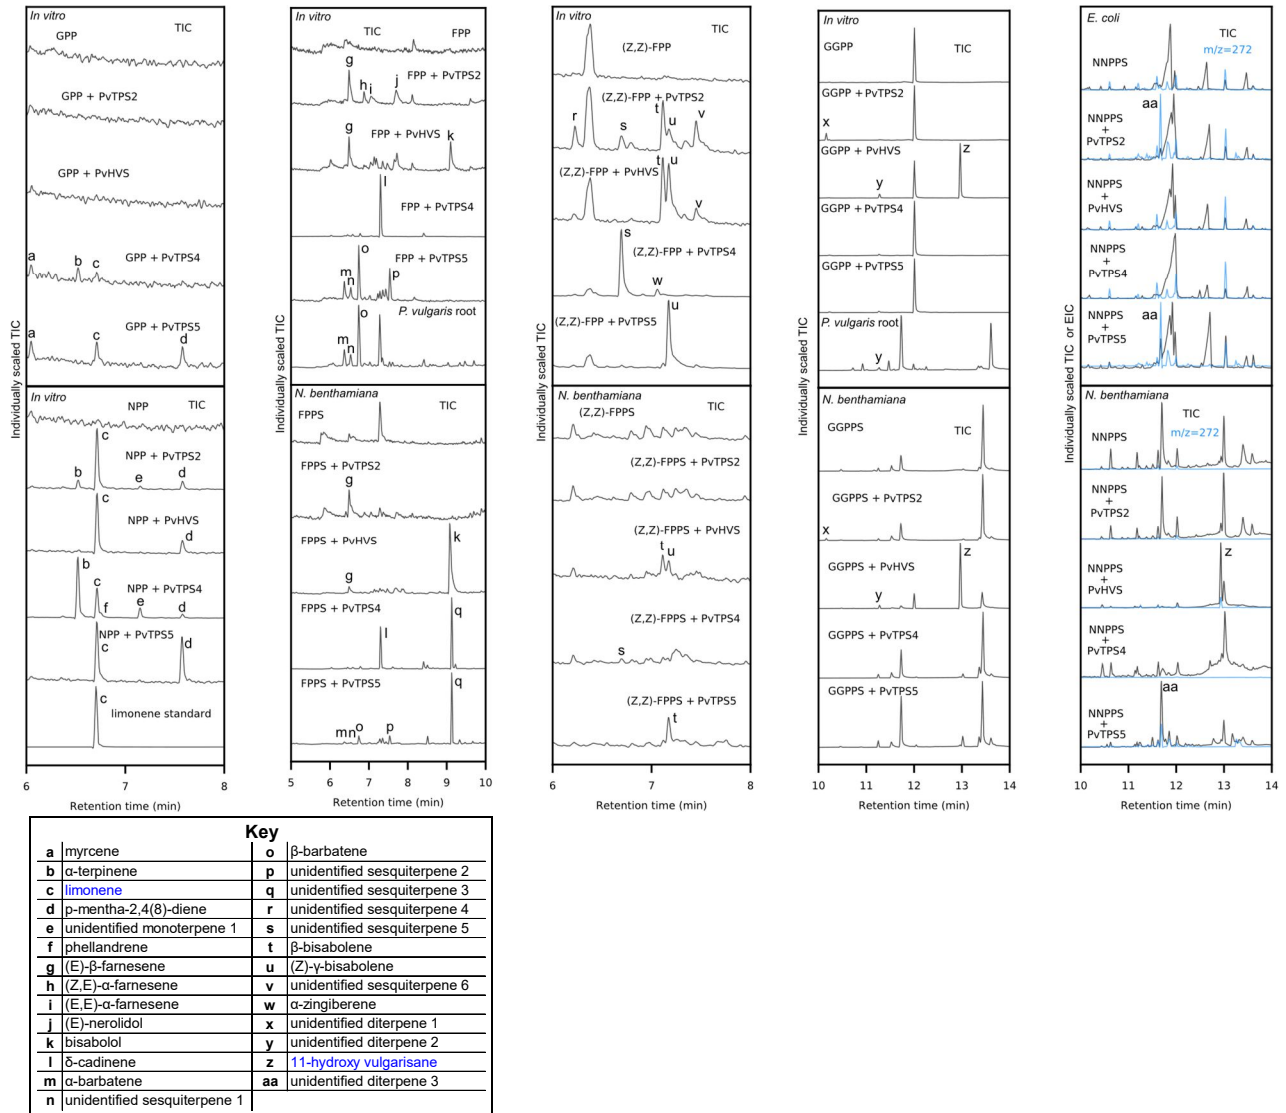 In vitro
GPP
TIC
GPP + PvTPS2
GPP + PvHVS
a
b
c
GPP + PvTPS4
a
c
d
GPP + PvTPS5
In vitro
NPP
TIC
c
NPP + PvTPS2
b
e
d
c
NPP + PvHVS
d
b
c
NPP + PvTPS4
f
e
d
NPP + PvTPS5
c
d
c
limonene standard
6
7
8
Retention time (min)
Individually scaled TIC
In vitro
TIC
FPP
g
h
i
j
FPP + PvTPS2
g
FPP + PvHVS
k
l
FPP + PvTPS4
o
m
n
p
FPP + PvTPS5
o
m
n
P. vulgaris root
N. benthamiana
FPPS
TIC
FPPS + PvTPS2
g
FPPS + PvHVS
g
k
FPPS + PvTPS4
l
q
FPPS + PvTPS5
m
n
o
p
q
5
6
7
8
9
10
Retention time (min)
Individually scaled TIC
In vitro
TIC
(Z,Z)-FPP
(Z,Z)-FPP + PvTPS2
r
s
t
u
v
(Z,Z)-FPP + PvHVS
t
u
v
s
(Z,Z)-FPP + PvTPS4
w
(Z,Z)-FPP + PvTPS5
u
N. benthamiana
(Z,Z)-FPPS
TIC
(Z,Z)-FPPS + PvTPS2
(Z,Z)-FPPS + PvHVS
t
u
(Z,Z)-FPPS + PvTPS4
s
(Z,Z)-FPPS + PvTPS5
t
6
7
8
Retention time (min)
Individually scaled TIC
In vitro
GGPP
TIC
GGPP + PvTPS2
x
GGPP + PvHVS
y
z
GGPP + PvTPS4
GGPP + PvTPS5
P. vulgaris root
y
N. benthamiana
GGPPS
TIC
GGPPS + PvTPS2
x
GGPPS + PvHVS
y
z
GGPPS + PvTPS4
GGPPS + PvTPS5
10
11
12
13
14
Retention time (min)
Individually scaled TIC
E. coli
TIC
m/z=272
NNPPS
aa
NNPPS
+
PvTPS2
NNPPS
+
PvHVS
NNPPS
+
PvTPS4
aa
NNPPS
+
PvTPS5
N. benthamiana
TIC
m/z=272
NNPPS
NNPPS
+
PvTPS2
NNPPS
+
PvHVS
z
NNPPS
+
PvTPS4
NNPPS
+
PvTPS5
aa
10
11
12
13
14
Retention time (min)
Individually scaled TIC or EIC
Key
a myrcene o β-barbatene
b α-terpinene p unidentified sesquiterpene 2
c limonene q unidentified sesquiterpene 3
d p-mentha-2,4(8)-diene r unidentified sesquiterpene 4
e unidentified monoterpene 1 s unidentified sesquiterpene 5
f phellandrene t β-bisabolene
g (E)-β-farnesene u (Z)-γ-bisabolene
h (Z,E)-α-farnesene v unidentified sesquiterpene 6
i (E,E)-α-farnesene w α-zingiberene
j (E)-nerolidol x unidentified diterpene 1
k bisabolol y unidentified diterpene 2
l δ-cadinene z 11-hydroxy vulgarisane
m α-barbatene aa unidentified diterpene 3
n unidentified sesquiterpene 1